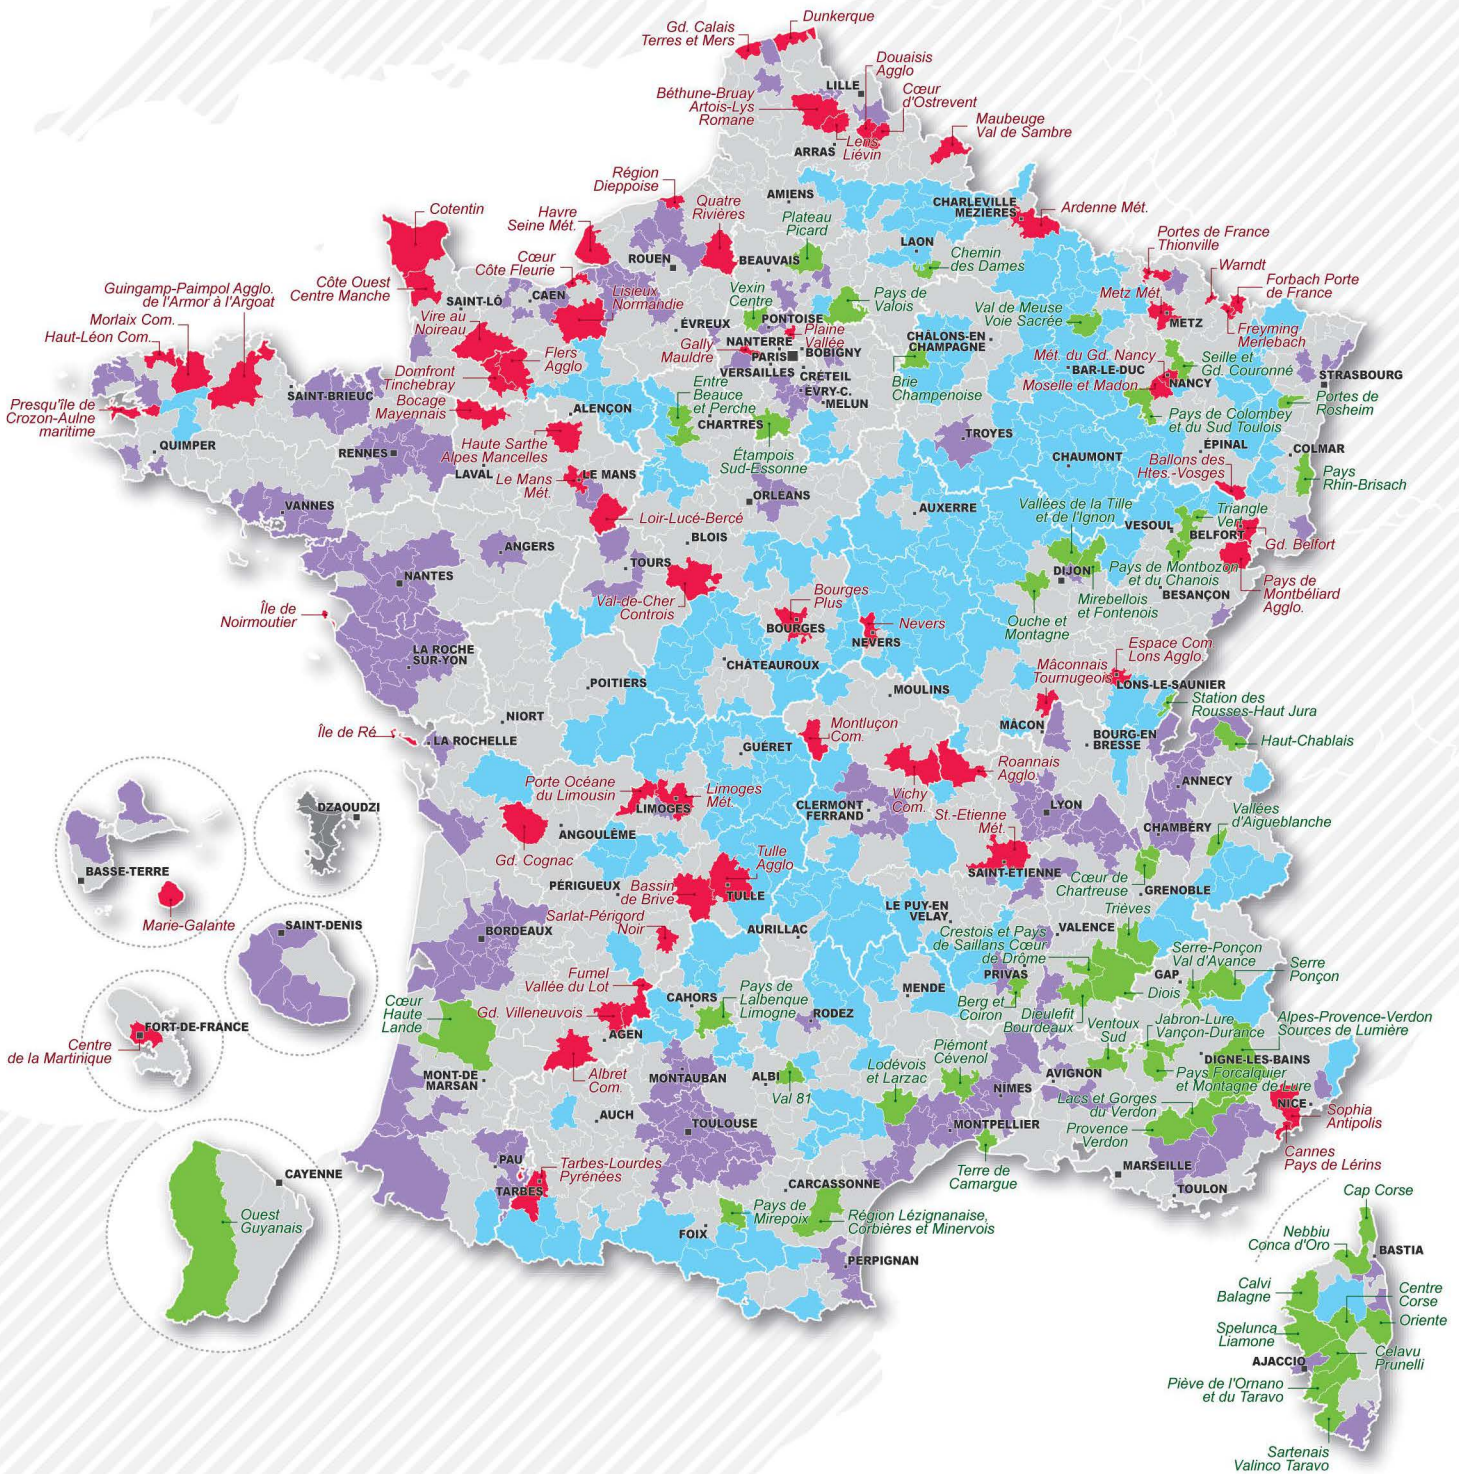 Dunkerque
Gd. Calais
Terres et Mers
Douaisis
Agglo
LILLE
Cœur
d'Ostrevent
Béthune-Bruay
Artois-Lys
Romane
Maubeuge
Val de Sambre
Lens
Liévin
ARRAS
Région
Dieppoise
AMIENS
Quatre
Rivières
CHARLEVILLE
MÉZIÈRES
Ardenne Mét.
Cotentin
Havre
Seine Mét.
Plateau
Picard
Portes de France
Thionville
LAON
Chemin
des Dames
ROUEN
BEAUVAIS
Cœur
Côte Fleurie
Warndt
Forbach Porte
de France
Côte Ouest
Centre Manche
Guingamp-Paimpol Agglo.
de l'Armor à l'Argoat
Vexin
Centre
Pays de
Valois
Val de Meuse
Voie Sacrée
Metz Mét.
METZ
SAINT-LÔ
CAEN
Lisieux
Normandie
Morlaix Com.
Haut-Léon Com.
Vire au
Noireau
ÉVREUX
PONTOISE
Plaine
Vallée
Freyming
Merlebach
NANTERRE
Gally
Mauldre
PARIS
BOBIGNY
CHÂLONS-EN
CHAMPAGNE
Mét. du Gd. Nancy
Seille et
Gd. Couronné
VERSAILLES
CRÉTEIL
Flers
Agglo
BAR-LE-DUC
NANCY
STRASBOURG
Domfront
Tinchebray
Moselle et Madon
Entre
Beauce
et Perche
ÉVRY-C.
MELUN
Brie
Champenoise
Portes de
Rosheim
SAINT-BRIEUC
Bocage
Mayennais
ALENÇON
CHARTRES
Pays de Colombey
et du Sud Toulois
Presqu'île de
Crozon-Aulne
maritime
QUIMPER
RENNES
Haute Sarthe
Alpes Mancelles
TROYES
ÉPINAL
COLMAR
Étampois
Sud-Essonne
CHAUMONT
Ballons des
Htes.-Vosges
LAVAL
Le Mans
Mét.
LE MANS
Pays
Rhin-Brisach
ORLEANS
VANNES
Loir-Lucé-Bercé
AUXERRE
Vallées de la Tille
et de l'Ignon
Triangle
Vert
VESOUL
BELFORT
Gd. Belfort
ANGERS
BLOIS
TOURS
NANTES
DIJON
Pays de Montbozon
et du Chanois
Pays de
Montbéliard
Agglo.
BESANÇON
Mirebellois
et Fontenois
Val-de-Cher
Controis
Bourges
Plus
BOURGES
Île de
Noirmoutier
Nevers
NEVERS
Ouche et
Montagne
Espace Com.
Lons Agglo.
LA ROCHE
SUR-YON
CHÂTEAUROUX
Mâconnais
Tournugeois
LONS-LE-SAUNIER
POITIERS
MOULINS
Station des
Rousses-Haut Jura
NIORT
Île de Ré
LA ROCHELLE
Montluçon
Com.
MÂCON
BOURG-EN
BRESSE
Haut-Chablais
GUÉRET
Roannais
Agglo.
Porte Océane
du Limousin
Limoges
Mét.
LIMOGES
Vichy
Com.
ANNECY
DZAOUDZI
CLERMONT
FERRAND
LYON
Vallées
d'Aigueblanche
ANGOULÊME
St.-Etienne
Mét.
CHAMBÉRY
Gd. Cognac
Tulle
Agglo
BASSE-TERRE
SAINT-ETIENNE
Cœur de
Chartreuse
GRENOBLE
PÉRIGUEUX
Bassin
de Brive
TULLE
Marie-Galante
LE PUY-EN
VELAY
Trièves
SAINT-DENIS
BORDEAUX
Sarlat-Périgord
Noir
AURILLAC
Crestois et Pays
de Saillans Cœur
de Drôme
VALENCE
Serre-Ponçon
Val d'Avance
Serre
Ponçon
Fumel
Vallée du Lot
PRIVAS
GAP
Cœur
Haute
Lande
CAHORS
Pays de
Lalbenque
Limogne
MENDE
Diois
Gd. Villeneuvois
Berg et
Coiron
Dieulefit
Bourdeaux
Ventoux
Sud
Jabron-Lure
Vançon-Durance
Alpes-Provence-Verdon
Sources de Lumière
RODEZ
AGEN
FORT-DE-FRANCE
Centre
de la Martinique
Lodévois
et Larzac
Piémont
Cévenol
DIGNE-LES-BAINS
MONT-DE
MARSAN
Albret
Com.
MONTAUBAN
ALBI
Val 81
AVIGNON
Pays Forcalquier
et Montagne de Lure
NÎMES
NICE
Lacs et Gorges
du Verdon
Sophia
Antipolis
AUCH
TOULOUSE
MONTPELLIER
Provence
Verdon
PAU
Tarbes-Lourdes
Pyrénées
Cannes
Pays de Lérins
CAYENNE
TARBES
Terre de
Camargue
MARSEILLE
CARCASSONNE
TOULON
Cap Corse
Ouest
Guyanais
Pays de
Mirepoix
Région Lézignanaise,
Corbières et Minervois
FOIX
Nebbiu
Conca d'Oro
BASTIA
PERPIGNAN
Calvi
Balagne
Centre
Corse
Oriente
Spelunca
Liamone
Celavu
Prunelli
AJACCIO
Piève de l'Ornano
et du Taravo
Sartenais
Valinco Taravo